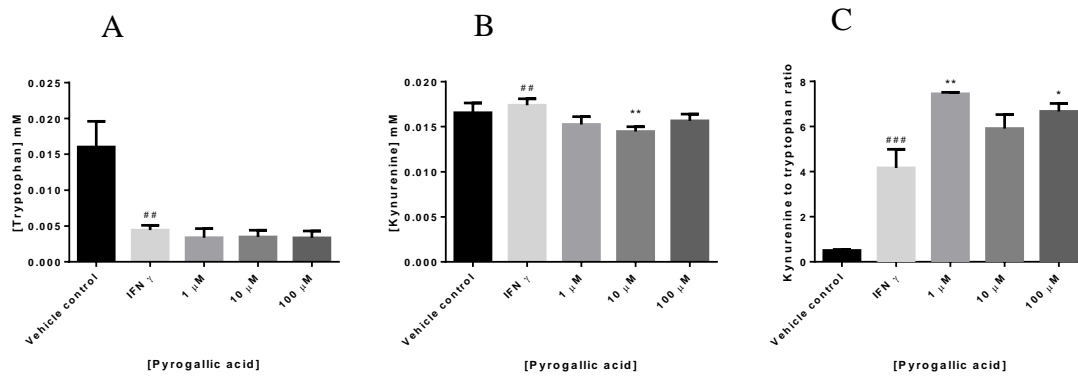 A
[Tryptophan] mM
0.025
0.020
0.015
0.010
0.005
0.000
##
Vehicle control
IFN γ
1 μM
10 μM
100 μM
[Pyrogallic acid]
B
[Kynurenine] mM
0.020
0.015
0.010
0.005
0.000
##
**
Vehicle control
IFN γ
1 μM
10 μM
100 μM
[Pyrogallic acid]
C
Kynurenine to tryptophan ratio
8
6
4
2
0
###
**
*
Vehicle control
IFN γ
1 μM
10 μM
100 μM
[Pyrogallic acid]